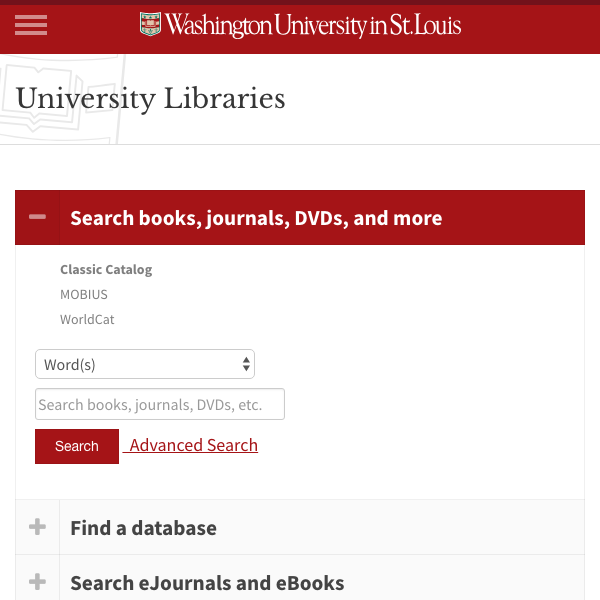 Washington University in St. Louis
University Libraries
Search books, journals, DVDs, and more
Classic Catalog
MOBIUS
WorldCat
Word(s)
Search books, journals, DVDs, etc.
Search Advanced Search
Find a database
Search eJournals and eBooks